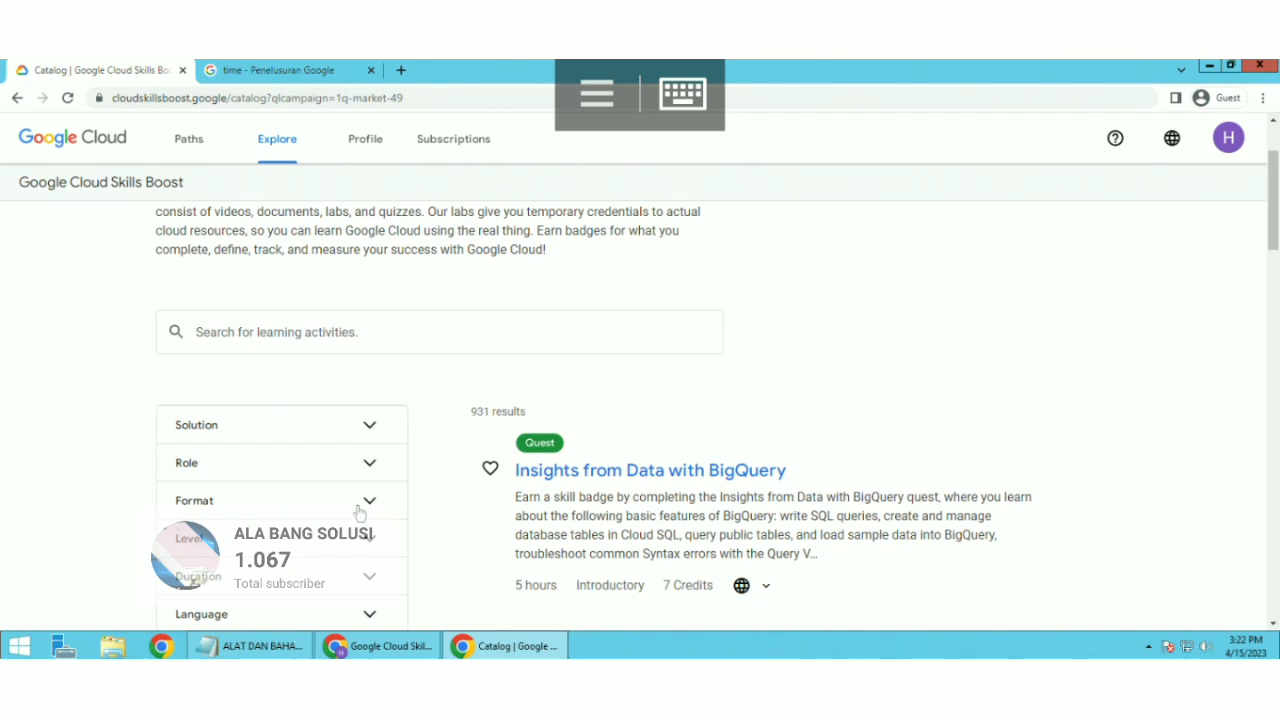 Catalog | Google Cloud Skills Bo
time - Penelusuran Google
cloudskillsboost.google/catalog?qlcampaign=1q-market-49
Guest
Google Cloud
Paths
Explore
Profile
Subscriptions
H
Google Cloud Skills Boost
consist of videos, documents, labs, and quizzes. Our labs give you temporary credentials to actual
cloud resources, so you can learn Google Cloud using the real thing. Earn badges for what you
complete, define, track, and measure your success with Google Cloud!
Search for learning activities.
Solution
Role
Format
Level
Duration
Language
ALA BANG SOLUSI
1.067
Total subscriber
931 results
Quest
Insights from Data with BigQuery
Earn a skill badge by completing the Insights from Data with BigQuery quest, where you learn
about the following basic features of BigQuery: write SQL queries, create and manage
database tables in Cloud SQL, query public tables, and load sample data into BigQuery,
troubleshoot common Syntax errors with the Query V...
5 hours
Introductory
7 Credits
ALAT DAN BAHA...
Google Cloud Skil...
Catalog | Google ...
3:22 PM
4/15/2023